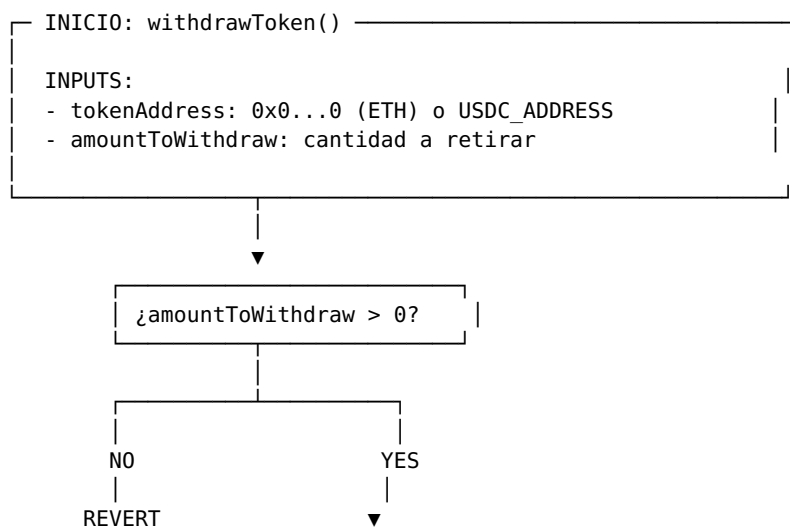 INICIO: withdrawToken()
INPUTS:
- tokenAddress: 0x0...0 (ETH) o USDC_ADDRESS
- amountToWithdraw: cantidad a retirar
¿amountToWithdraw > 0?
NO YES
REVERT